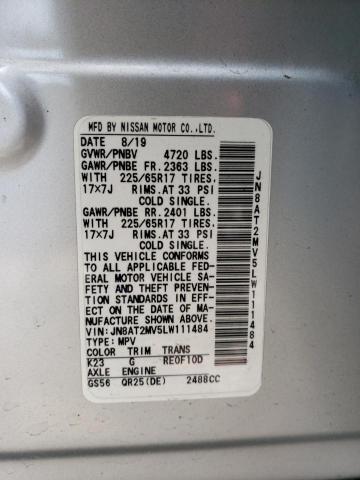 MFD BY NISSAN MOTOR CO.,LTD.
DATE 8/19
GVWR/PNBV 4720 LBS.
GAWR/PNBE FR. 2363 LBS.
WITH 225/65R17 TIRES
17×7J RIMS.AT 33 PSI
COLD SINGLE.
GAWR/PNBE RR. 2401 LBS.
WITH 225/65R17 TIRES
17×7J RIMS.AT 33 PSI
COLD SINGLE.
THIS VEHICLE CONFORMS
TO ALL APPLICABLE FED-
ERAL MOTOR VEHICLE SA-
FETY AND THEFT PREVEN-
TION STANDARDS IN EFF-
ECT ON THE DATE OF MA-
NUFACTURE SHOWN ABOVE.
VIN:JN8AT2MV5LW111484
TYPE: MPV
COLOR TRIM TRANS
K23 G RE0F10D
AXLE ENGINE
GS56 QR25(DE) 2488CC
JN8AT2MV5LW111484